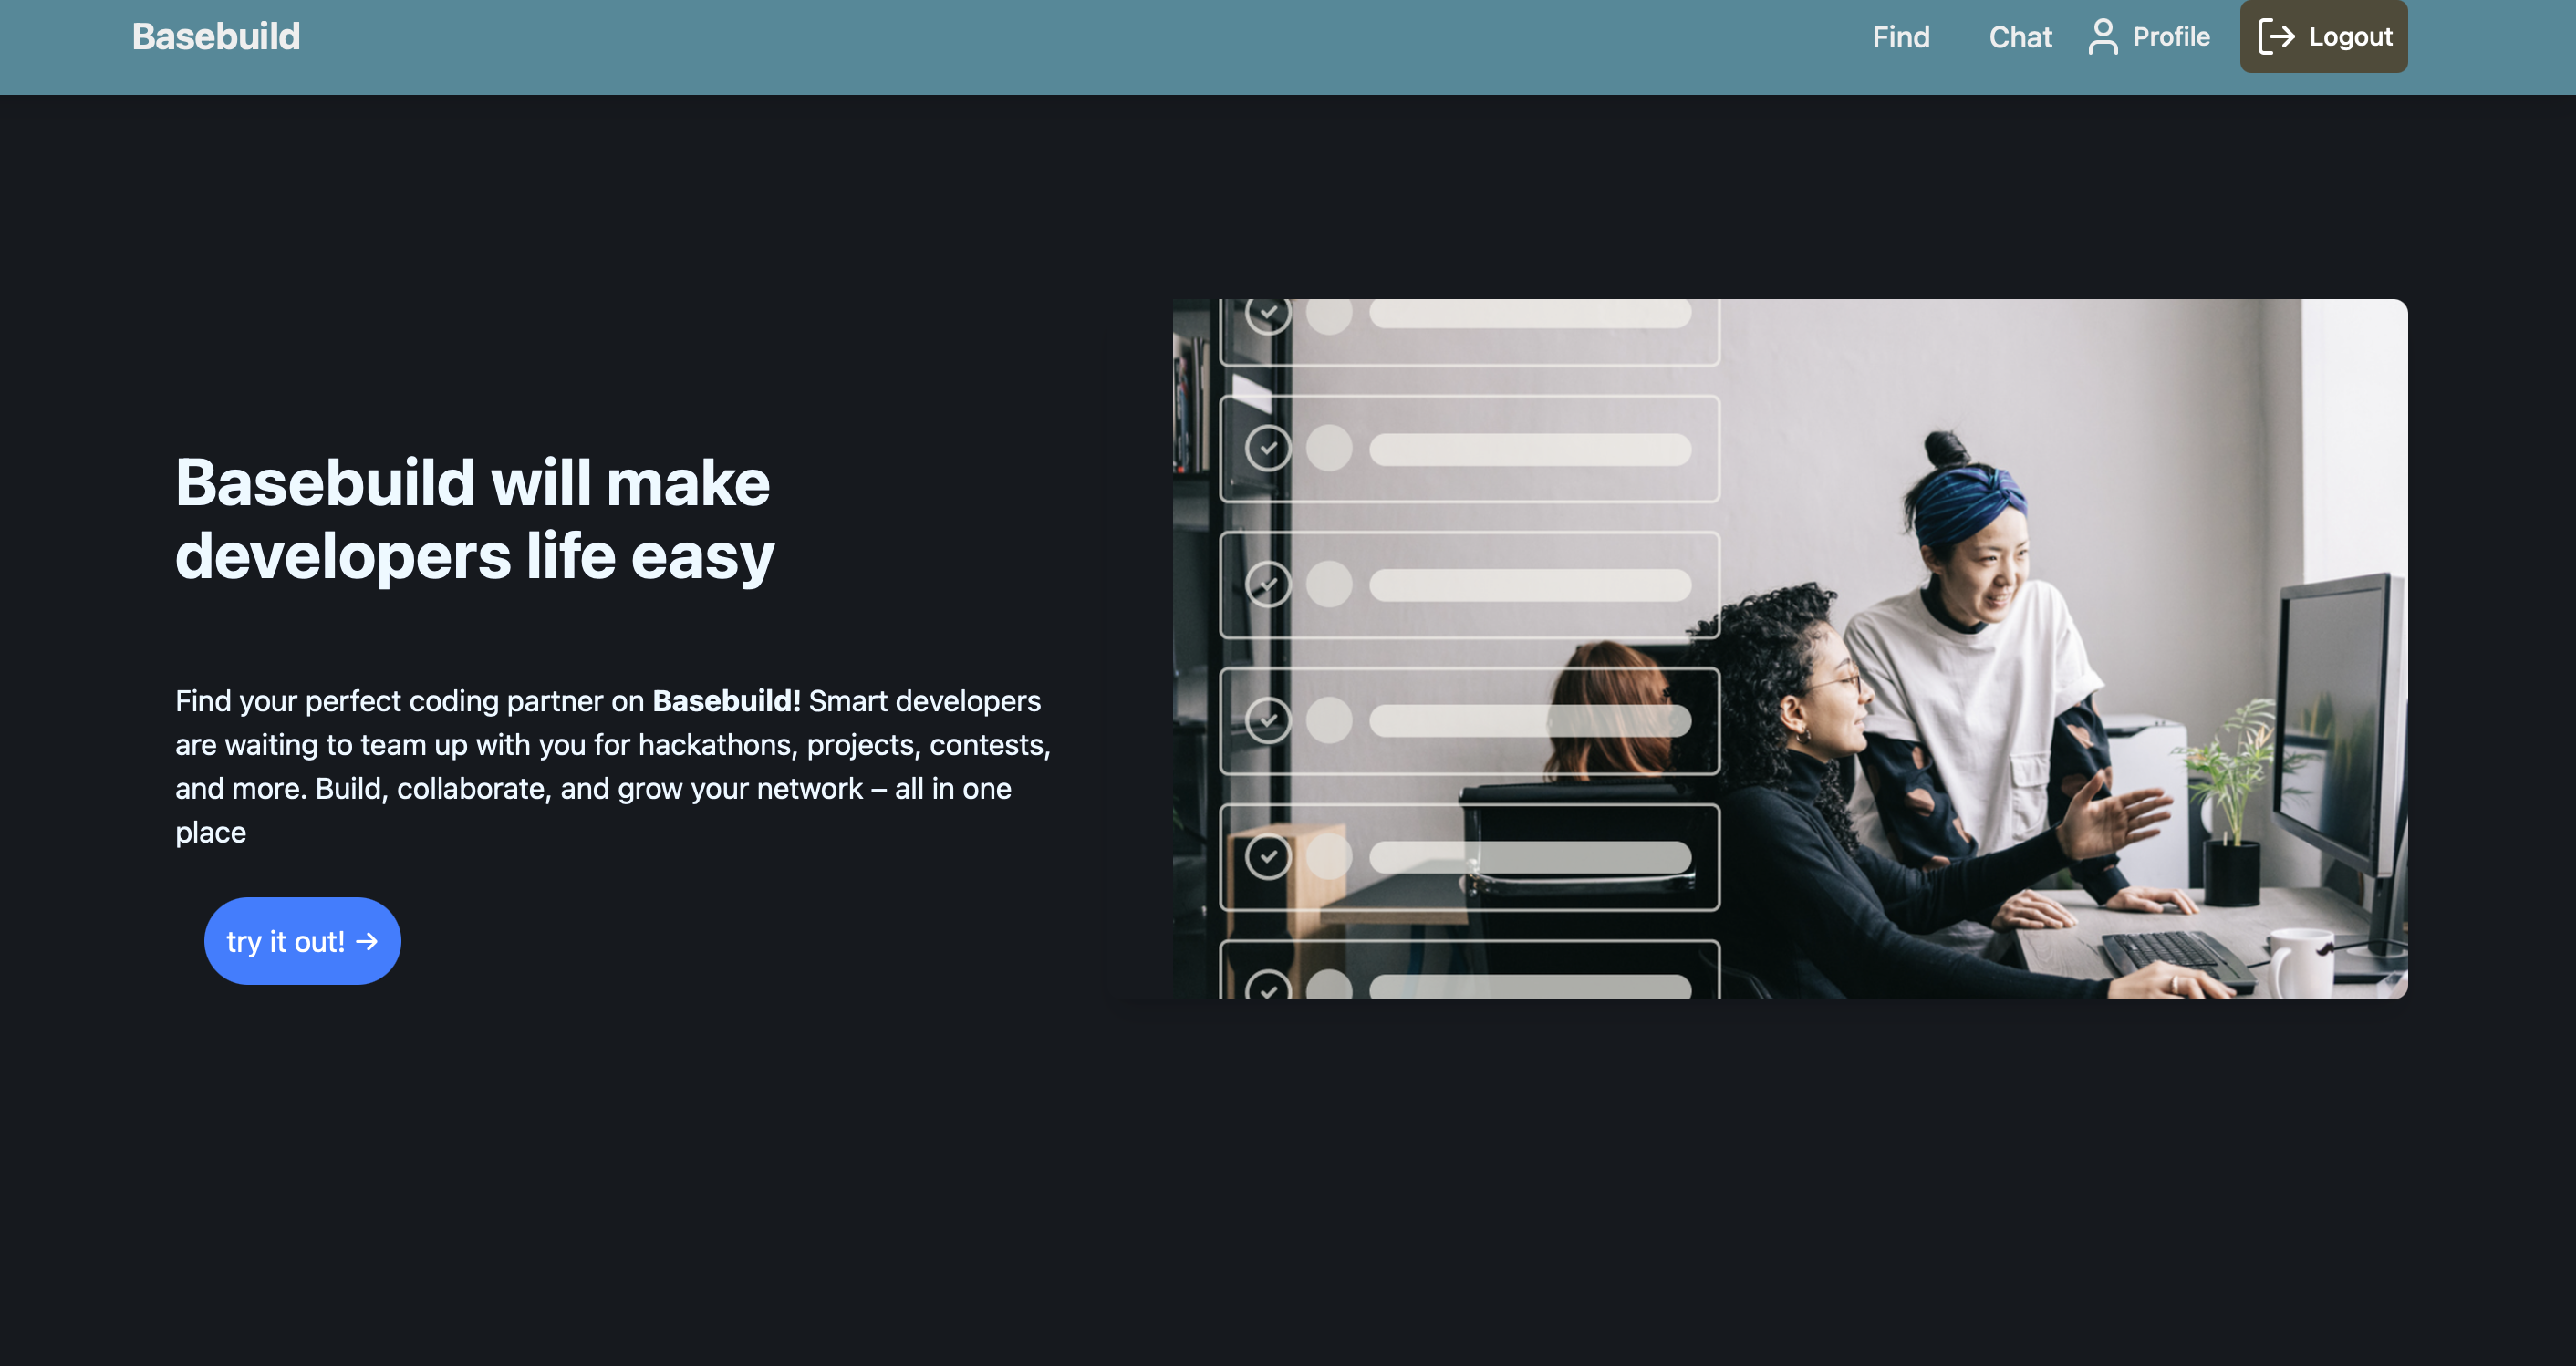 Basebuild
Find
Chat
Profile
Logout
Basebuild will make
developers life easy
Find your perfect coding partner on Basebuild! Smart developers
are waiting to team up with you for hackathons, projects, contests,
and more. Build, collaborate, and grow your network – all in one
place
try it out! →